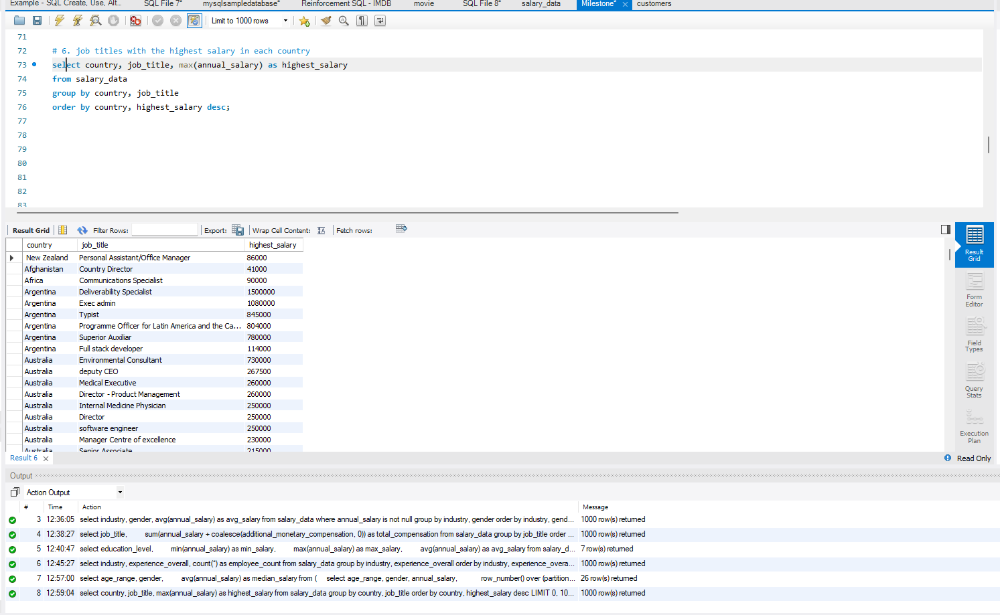 Example - SQL Create, Use, Alt... SQL File 7* mysqlsampledatabase* Reinforcement SQL - IMDB movie SQL File 8* salary_data Milestone* customers
Limit to 1000 rows
71
72 # 6. job titles with the highest salary in each country
73 select country, job_title, max(annual_salary) as highest_salary
74 from salary_data
75 group by country, job_title
76 order by country, highest_salary desc;
77
78
79
80
81
82
83
Result Grid Filter Rows: Export: Wrap Cell Content: Fetch rows:
country job_title highest_salary
New Zealand Personal Assistant/Office Manager 86000
Afghanistan Country Director 41000
Africa Communications Specialist 90000
Argentina Deliverability Specialist 1500000
Argentina Exec admin 1080000
Argentina Typist 845000
Argentina Programme Officer for Latin America and the Ca... 804000
Argentina Superior Auxiliar 780000
Argentina Full stack developer 114000
Australia Environmental Consultant 730000
Australia deputy CEO 267500
Australia Medical Executive 260000
Australia Director - Product Management 260000
Australia Internal Medicine Physician 250000
Australia Director 250000
Australia software engineer 250000
Australia Manager Centre of excellence 230000
Australia Senior Associate 215000
Result
Grid
Form
Editor
Field
Types
Query
Stats
Execution
Plan
Result 6 Read Only
Output
Action Output
# Time Action Message
3 12:36:05 select industry, gender, avg(annual_salary) as avg_salary from salary_data where annual_salary is not null group by industry, gender order by industry, gend... 1000 row(s) returned
4 12:38:27 select job_title, sum(annual_salary + coalesce(additional_monetary_compensation, 0)) as total_compensation from salary_data group by job_title order ... 1000 row(s) returned
5 12:40:47 select education_level, min(annual_salary) as min_salary, max(annual_salary) as max_salary, avg(annual_salary) as avg_salary from salary_d... 7 row(s) returned
6 12:45:27 select industry, experience_overall, count(*) as employee_count from salary_data group by industry, experience_overall order by industry, experience_overa... 1000 row(s) returned
7 12:57:00 select age_range, gender, avg(annual_salary) as median_salary from ( select age_range, gender, annual_salary, row_number() over (partition... 26 row(s) returned
8 12:59:04 select country, job_title, max(annual_salary) as highest_salary from salary_data group by country, job_title order by country, highest_salary desc LIMIT 0, 10... 1000 row(s) returned